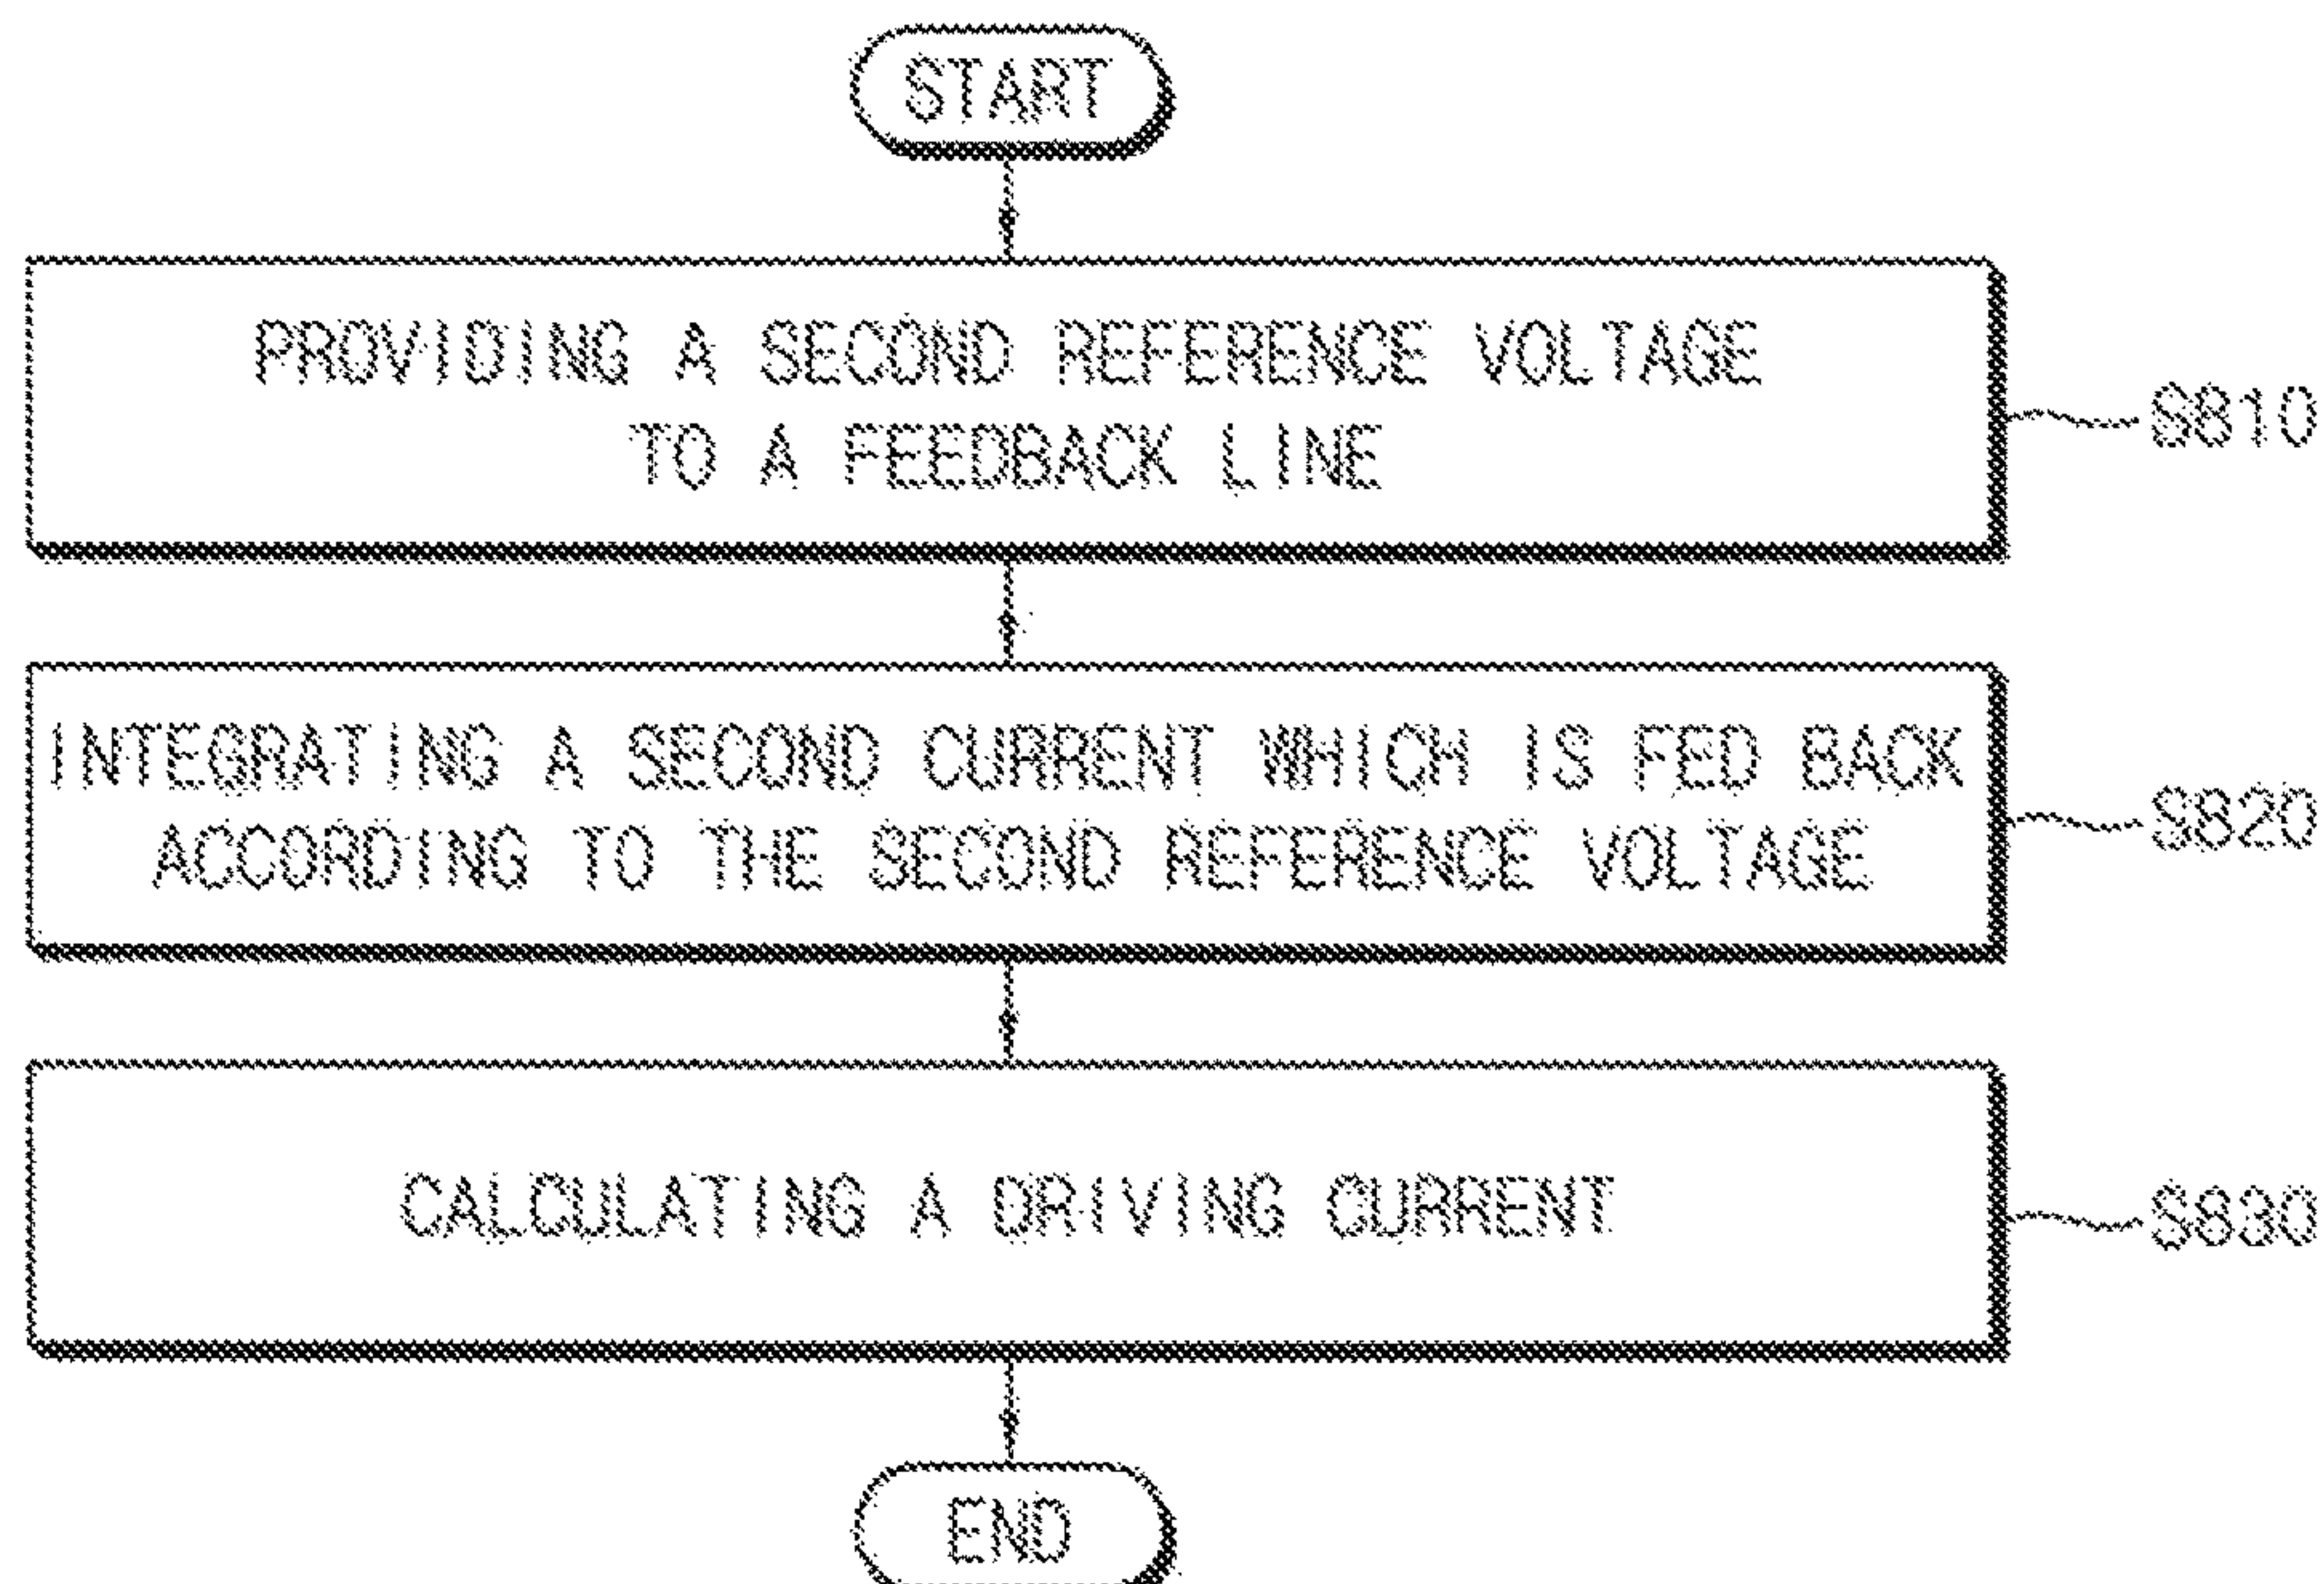 START
PROVIDING A SECOND REFERENCE VOLTAGE
TO A FEEDBACK LINE
S810
INTEGRATING A SECOND CURRENT WHICH IS FED BACK
ACCORDING TO THE SECOND REFERENCE VOLTAGE
S820
CALCULATING A DRIVING CURRENT
S830
END